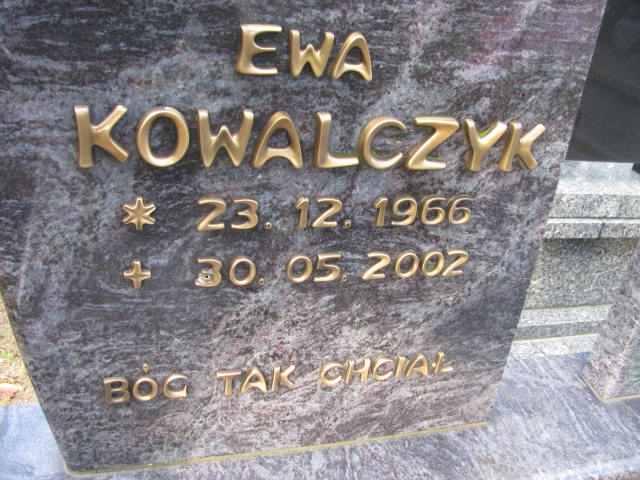 EWA
KOWALCZYK
* 23. 12. 1966
+ 30. 05. 2002
BÓG TAK CHCIAŁ